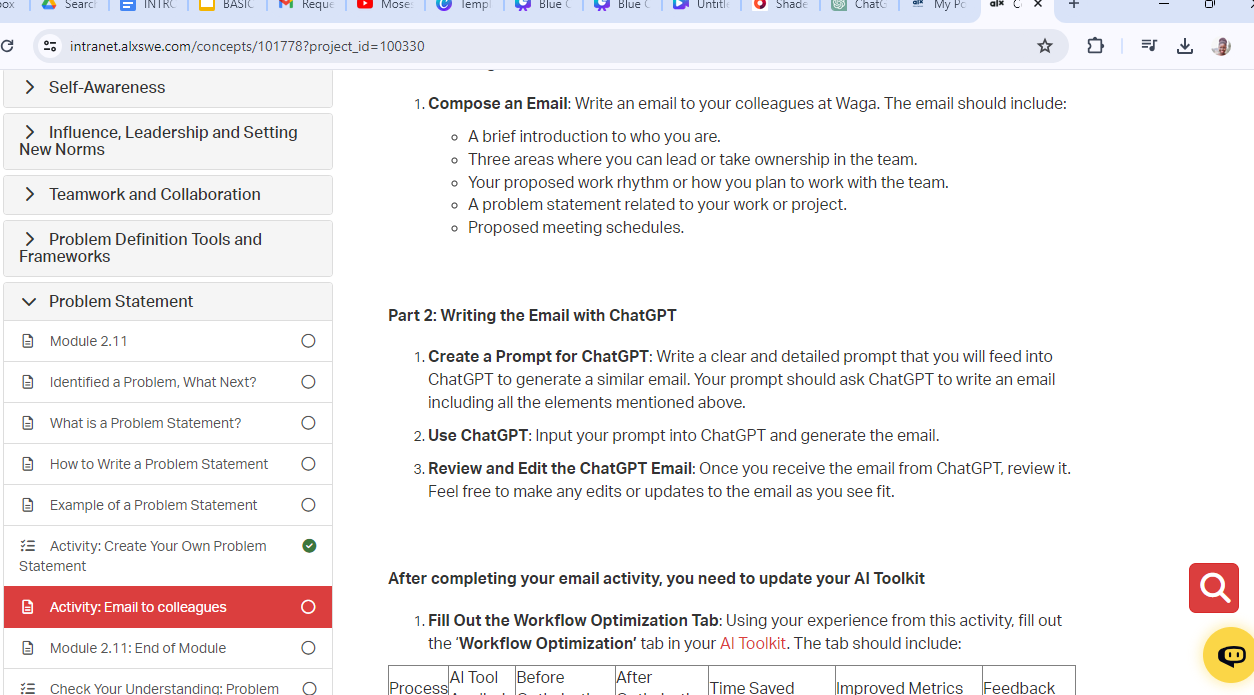 Searc
INTRO
BASIC
Reque
Mose
Templ
Blue C
Blue C
Untitl
Shade
ChatG
My Po
C
intranet.alxswe.com/concepts/101778?project_id=100330
Self-Awareness
Influence, Leadership and Setting
New Norms
Teamwork and Collaboration
Problem Definition Tools and
Frameworks
Problem Statement
Module 2.11
Identified a Problem, What Next?
What is a Problem Statement?
How to Write a Problem Statement
Example of a Problem Statement
Activity: Create Your Own Problem
Statement
Activity: Email to colleagues
Module 2.11: End of Module
Check Your Understanding: Problem
1. Compose an Email: Write an email to your colleagues at Waga. The email should include:
A brief introduction to who you are.
Three areas where you can lead or take ownership in the team.
Your proposed work rhythm or how you plan to work with the team.
A problem statement related to your work or project.
Proposed meeting schedules.
Part 2: Writing the Email with ChatGPT
1. Create a Prompt for ChatGPT: Write a clear and detailed prompt that you will feed into
ChatGPT to generate a similar email. Your prompt should ask ChatGPT to write an email
including all the elements mentioned above.
2. Use ChatGPT: Input your prompt into ChatGPT and generate the email.
3. Review and Edit the ChatGPT Email: Once you receive the email from ChatGPT, review it.
Feel free to make any edits or updates to the email as you see fit.
After completing your email activity, you need to update your AI Toolkit
1. Fill Out the Workflow Optimization Tab: Using your experience from this activity, fill out
the ‘Workflow Optimization’ tab in your AI Toolkit. The tab should include:
Process
AI Tool
Before
After
Time Saved
Improved Metrics
Feedback